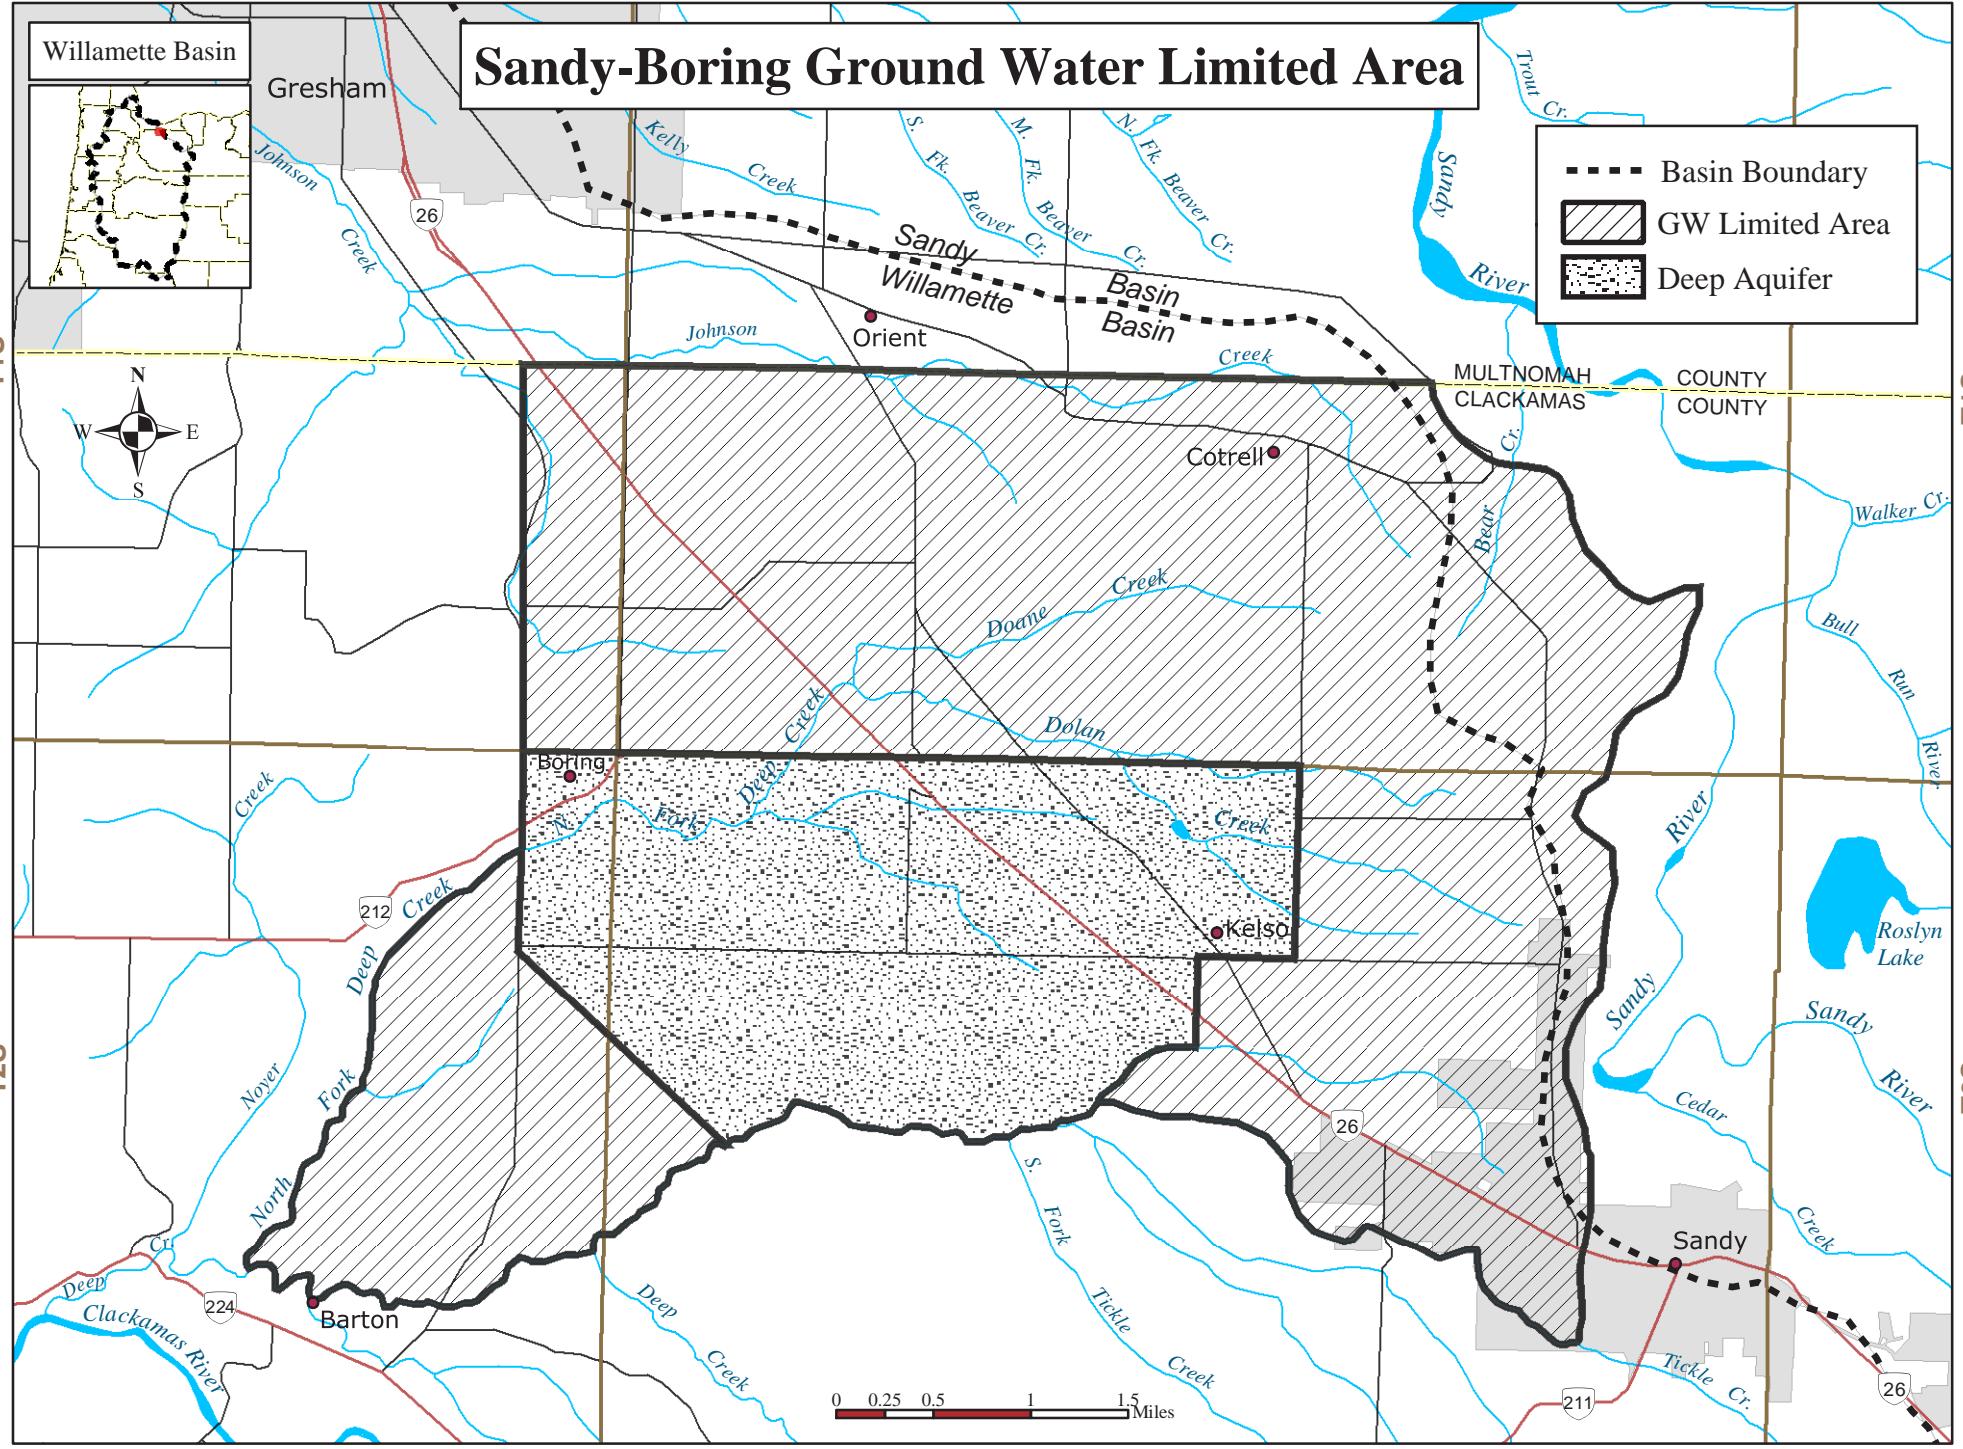 Willamette Basin
Sandy-Boring Ground Water Limited Area
Gresham
Basin Boundary
GW Limited Area
Deep Aquifer
Trout
Cr.
Kelly
Creek
S.
Fk.
Beaver
Cr.
M.
Fk.
Beaver
Cr.
N.
Fk.
Beaver
Cr.
Sandy
River
Johnson
Creek
26
Sandy
Basin
Willamette
Basin
Orient
Johnson
Creek
MULTNOMAH
COUNTY
CLACKAMAS
COUNTY
N
W
E
S
Cotrell
Bear
Cr.
Walker Cr.
Doane
Creek
Bull
Run
River
Dolan
Creek
Deep
Creek
Boring
N.
Fork
Creek
River
Sandy
Kelso
Roslyn
Lake
212
Creek
Deep
Fork
North
Noyer
Sandy
River
Cedar
Creek
26
S.
Fork
Tickle
Creek
Sandy
Cr.
Deep
224
Barton
Clackamas River
Deep
Creek
0 0.25 0.5 1 1.5
Miles
Tickle
Cr.
211
26